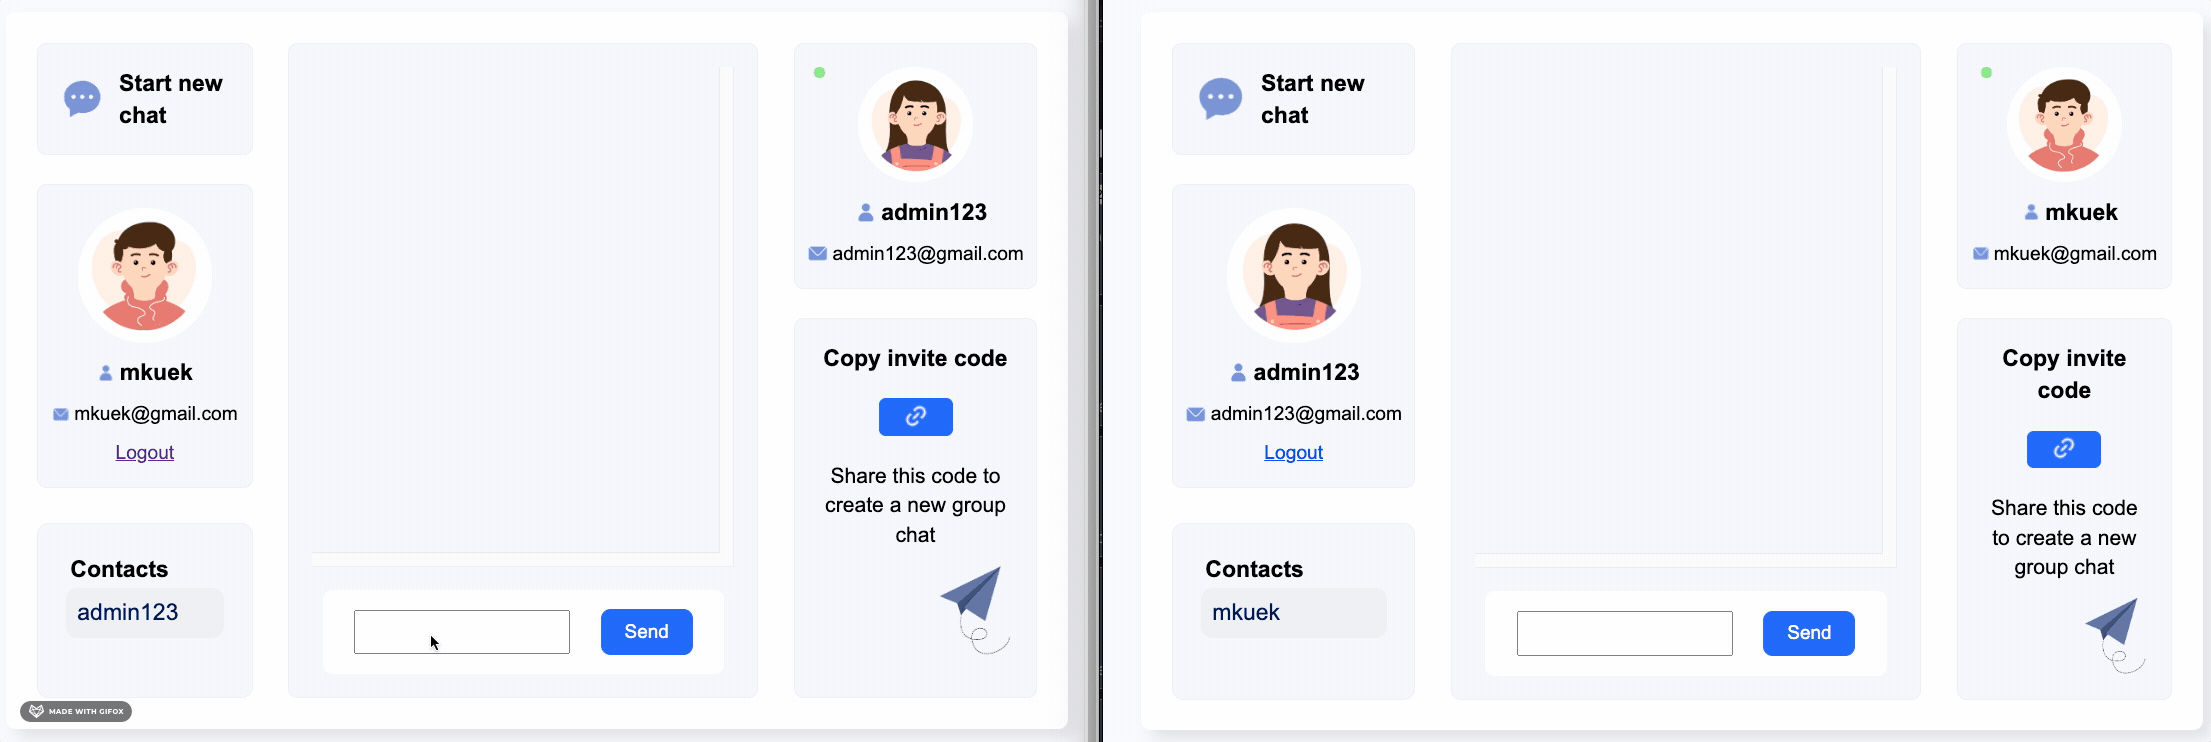 Start new
chat
mkuek
mkuek@gmail.com
Logout
Contacts
admin123
Send
admin123
admin123@gmail.com
Copy invite code
Share this code to
create a new group
chat
MADE WITH GIFOX
Start new
chat
admin123
admin123@gmail.com
Logout
Contacts
mkuek
Send
mkuek
mkuek@gmail.com
Copy invite
code
Share this code
to create a new
group chat